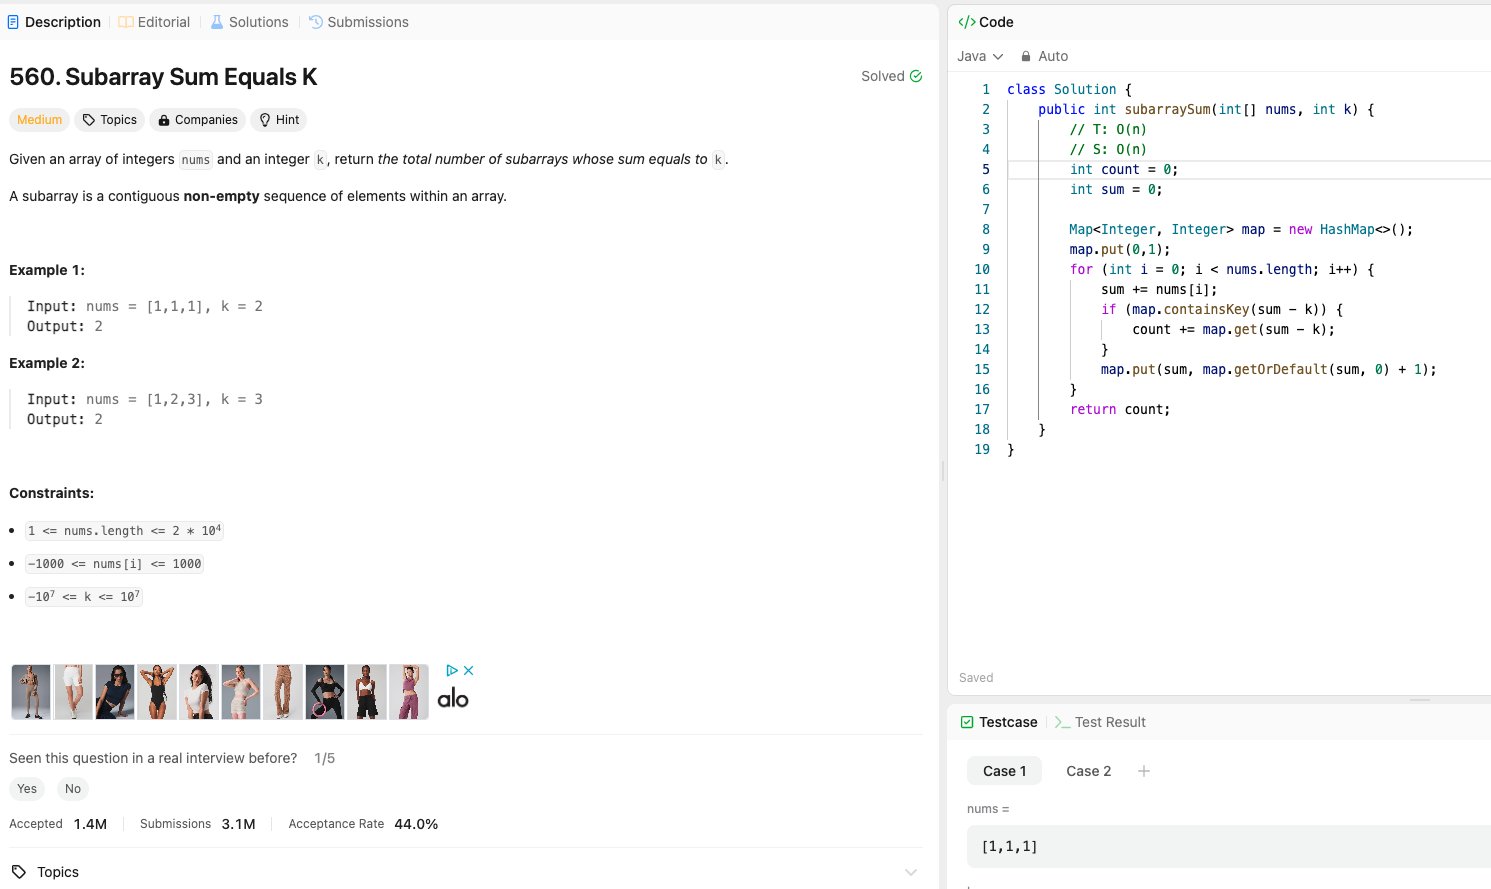 Description
Editorial
Solutions
Submissions
560. Subarray Sum Equals K
Solved
Medium
Topics
Companies
Hint
Given an array of integers nums and an integer k, return the total number of subarrays whose sum equals to k.
A subarray is a contiguous non-empty sequence of elements within an array.
Example 1:
Input: nums = [1,1,1], k = 2
Output: 2
Example 2:
Input: nums = [1,2,3], k = 3
Output: 2
Constraints:
1 <= nums.length <= 2 * 10⁴
-1000 <= nums[i] <= 1000
-10⁷ <= k <= 10⁷
alo
Seen this question in a real interview before? 1/5
Yes No
Accepted 1.4M Submissions 3.1M Acceptance Rate 44.0%
Topics
</> Code
Java Auto
1 class Solution {
2 public int subarraySum(int[] nums, int k) {
3 // T: O(n)
4 // S: O(n)
5 int count = 0;
6 int sum = 0;
7
8 Map<Integer, Integer> map = new HashMap<>();
9 map.put(0,1);
10 for (int i = 0; i < nums.length; i++) {
11 sum += nums[i];
12 if (map.containsKey(sum - k)) {
13 count += map.get(sum - k);
14 }
15 map.put(sum, map.getOrDefault(sum, 0) + 1);
16 }
17 return count;
18 }
19 }
Saved
Testcase
>_ Test Result
Case 1 Case 2 +
nums =
[1,1,1]